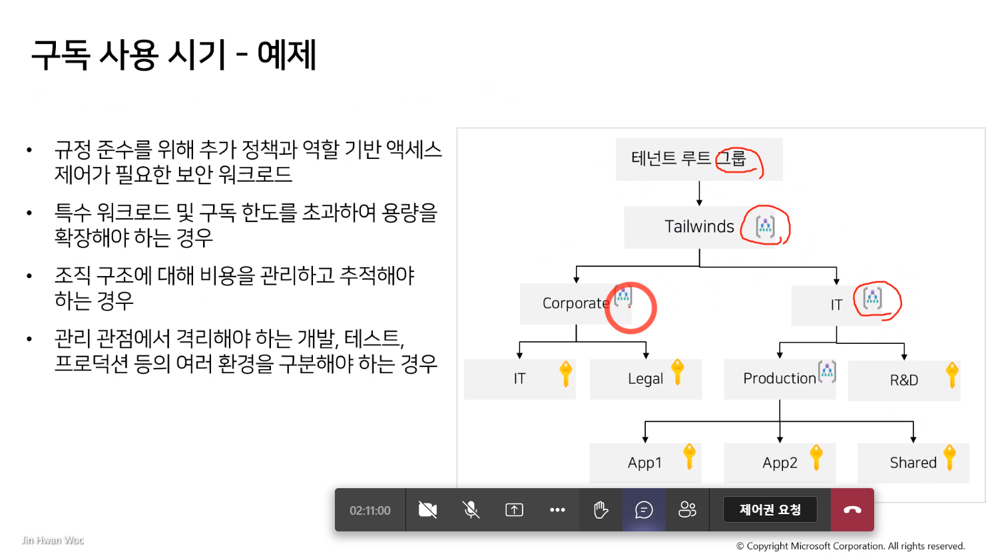 구독 사용 시기 - 예제
• 규정 준수를 위해 추가 정책과 역할 기반 액세스
제어가 필요한 보안 워크로드
• 특수 워크로드 및 구독 한도를 초과하여 용량을
확장해야 하는 경우
• 조직 구조에 대해 비용을 관리하고 추적해야
하는 경우
• 관리 관점에서 격리해야 하는 개발, 테스트,
프로덕션 등의 여러 환경을 구분해야 하는 경우
테넌트 루트 그룹
Tailwinds
Corporate
IT
IT
Legal
Production
R&D
App1
App2
Shared
02:11:00
제어권 요청
Jin Hwan Woo
© Copyright Microsoft Corporation. All rights reserved.